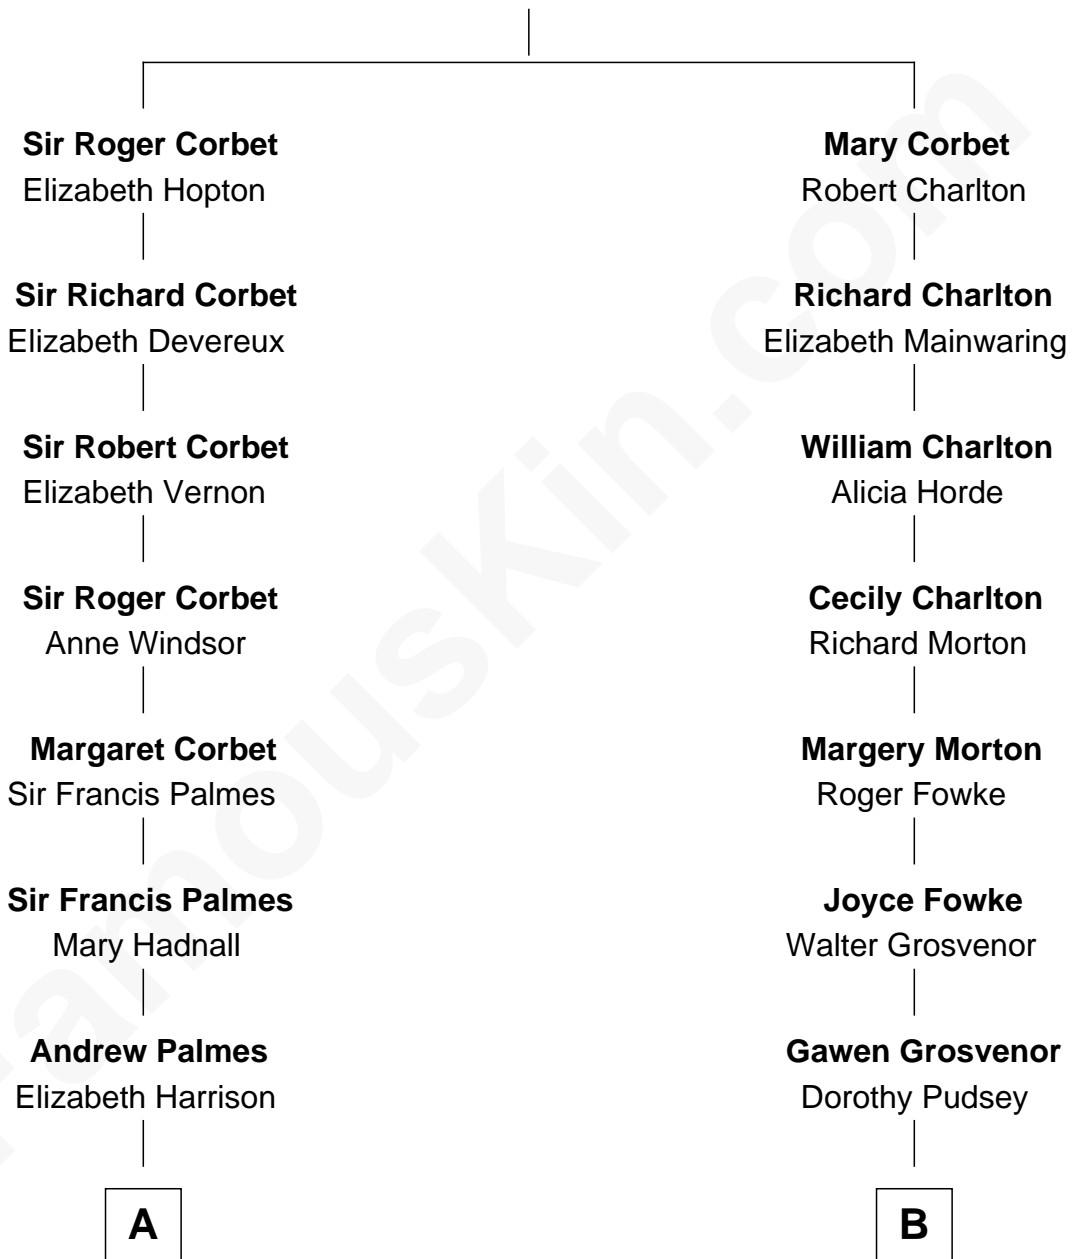 Sir Roger Corbet
Elizabeth Hopton
Mary Corbet
Robert Charlton
Sir Richard Corbet
Elizabeth Devereux
Richard Charlton
Elizabeth Mainwaring
Sir Robert Corbet
Elizabeth Vernon
William Charlton
Alicia Horde
Sir Roger Corbet
Anne Windsor
Cecily Charlton
Richard Morton
Margaret Corbet
Sir Francis Palmes
Margery Morton
Roger Fowke
Sir Francis Palmes
Mary Hadnall
Joyce Fowke
Walter Grosvenor
Andrew Palmes
Elizabeth Harrison
Gawen Grosvenor
Dorothy Pudsey
A
B
FamousKin.com